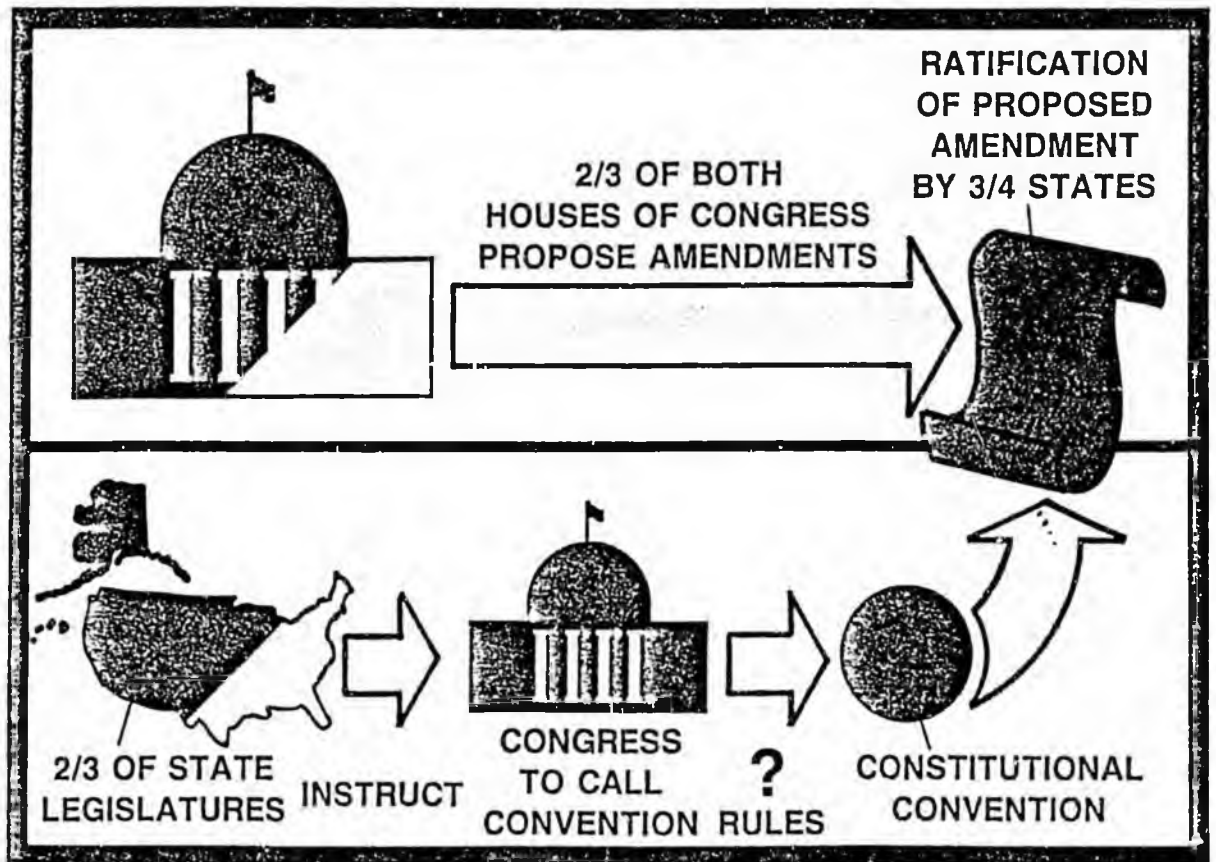 RATIFICATION
OF PROPOSED
AMENDMENT
BY 3/4 STATES
2/3 OF BOTH
HOUSES OF CONGRESS
PROPOSE AMENDMENTS
2/3 OF STATE
LEGISLATURES
INSTRUCT
CONGRESS
TO CALL
CONVENTION
?
RULES
CONSTITUTIONAL
CONVENTION